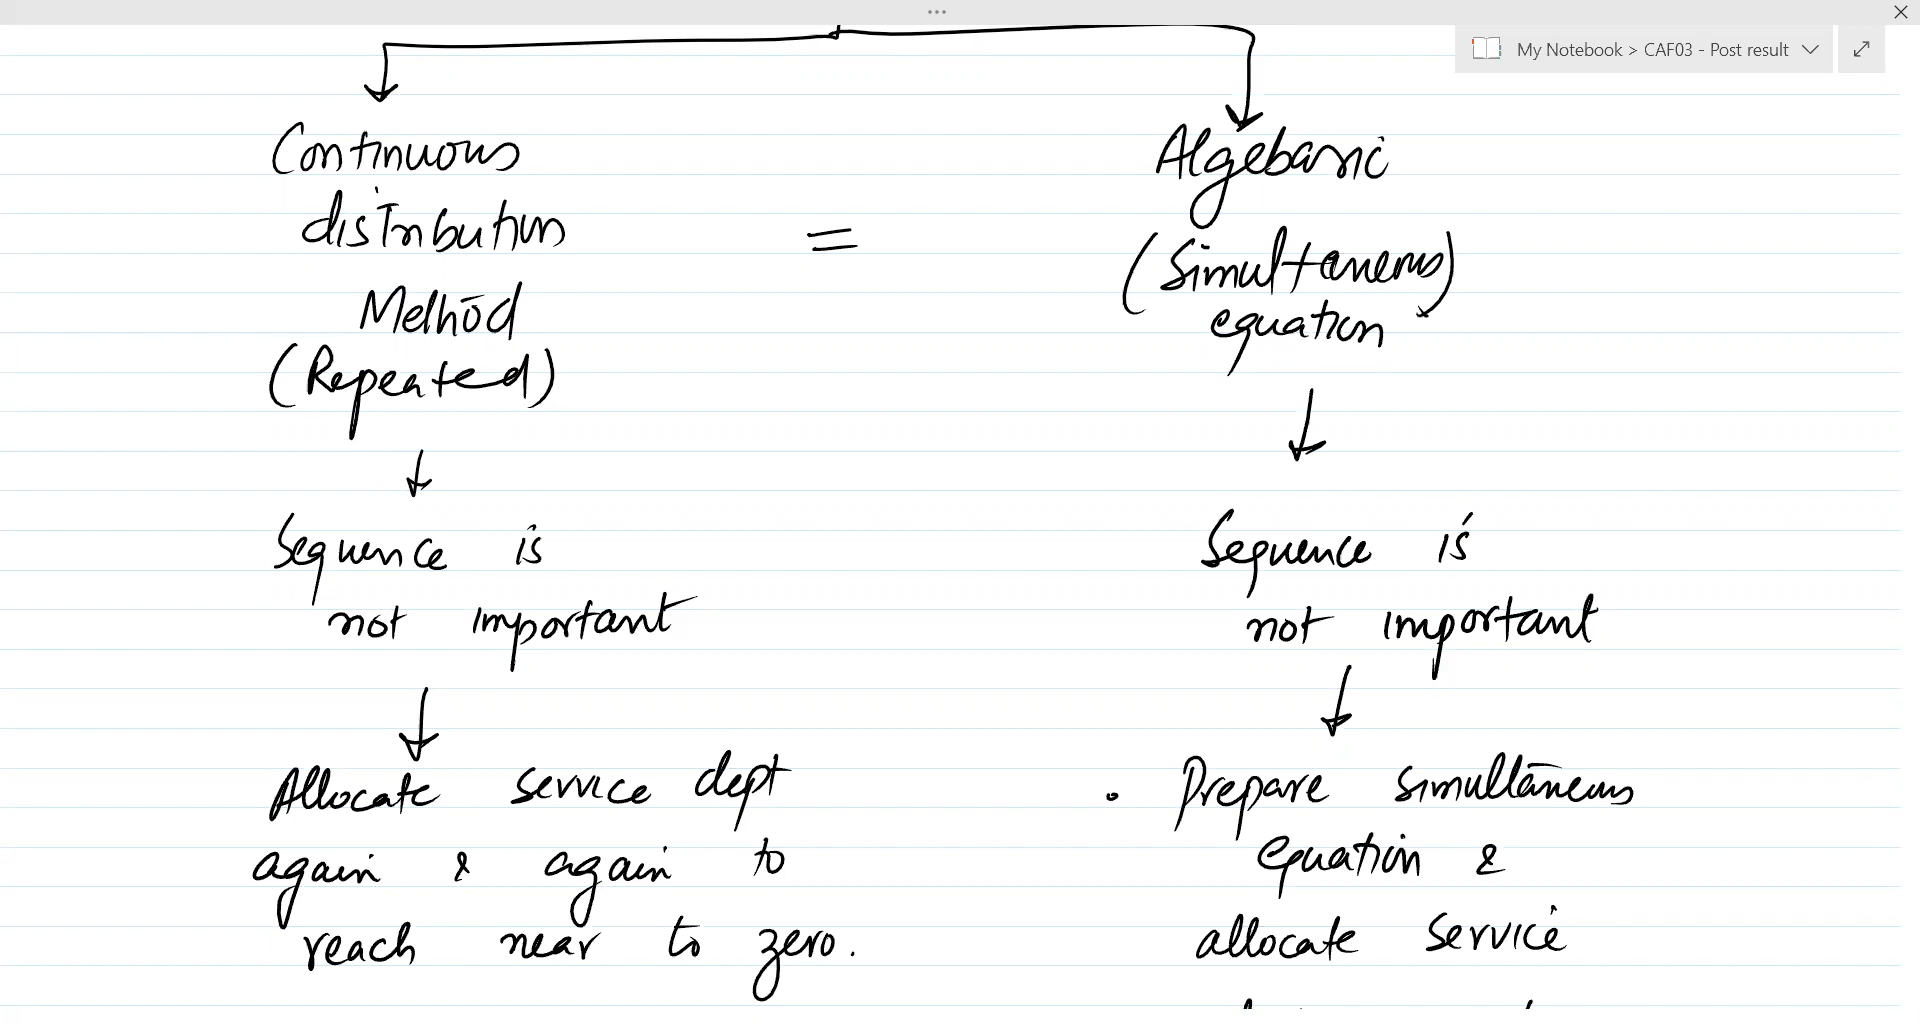 My Notebook > CAF03 - Post result
Continuous
distribution
Method
(Repeated)
=
Algebaric
(Simultaneous)
equation
Sequence is
not important
Sequence is
not important
Allocate service dept
again & again to
reach near to zero.
• Prepare simultaneous
equation &
allocate service